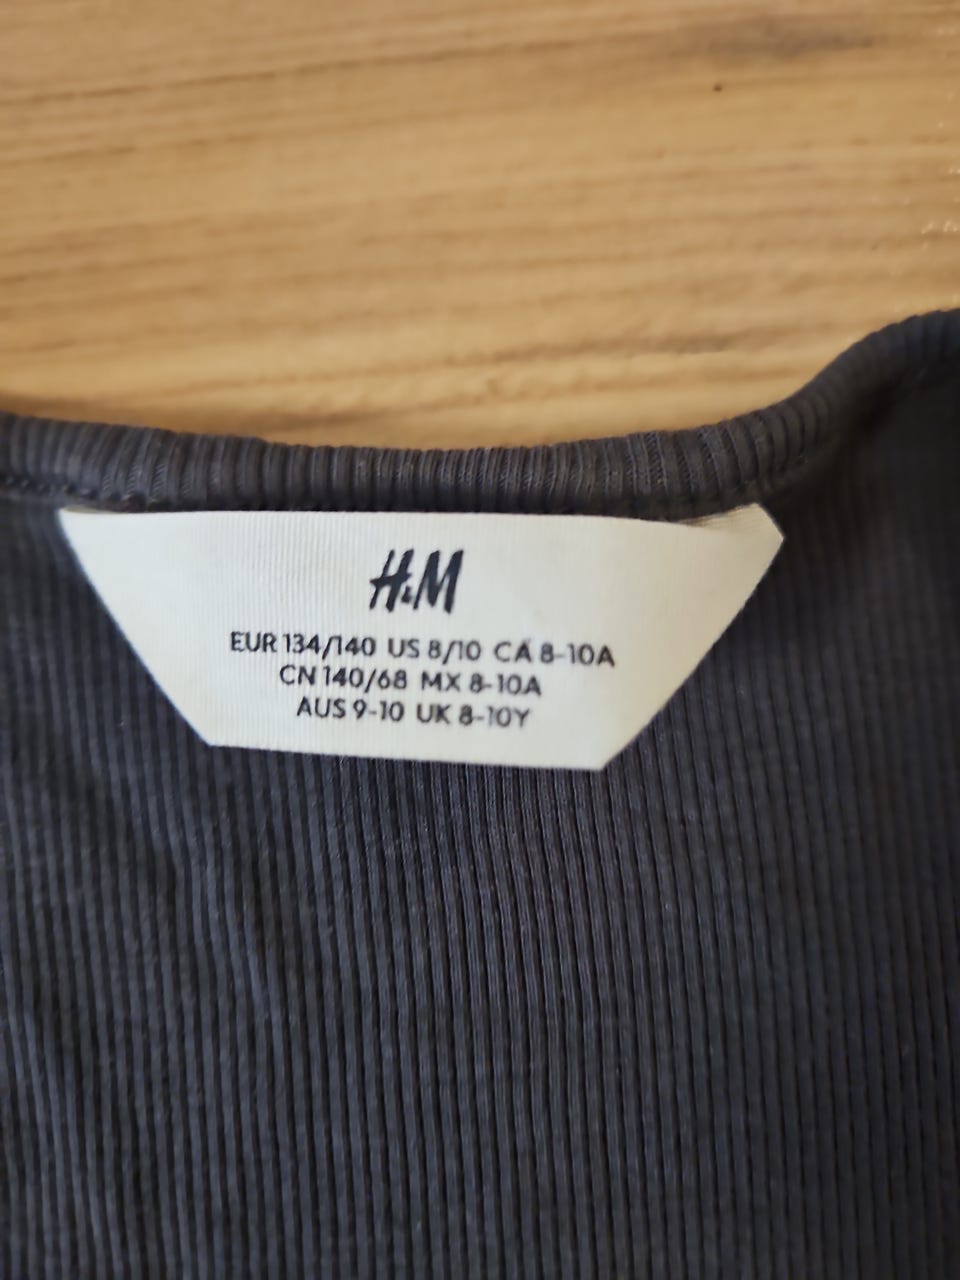 H&M
EUR 134/140 US 8/10 CA 8-10A
CN 140/68 MX 8-10A
AUS 9-10 UK 8-10Y